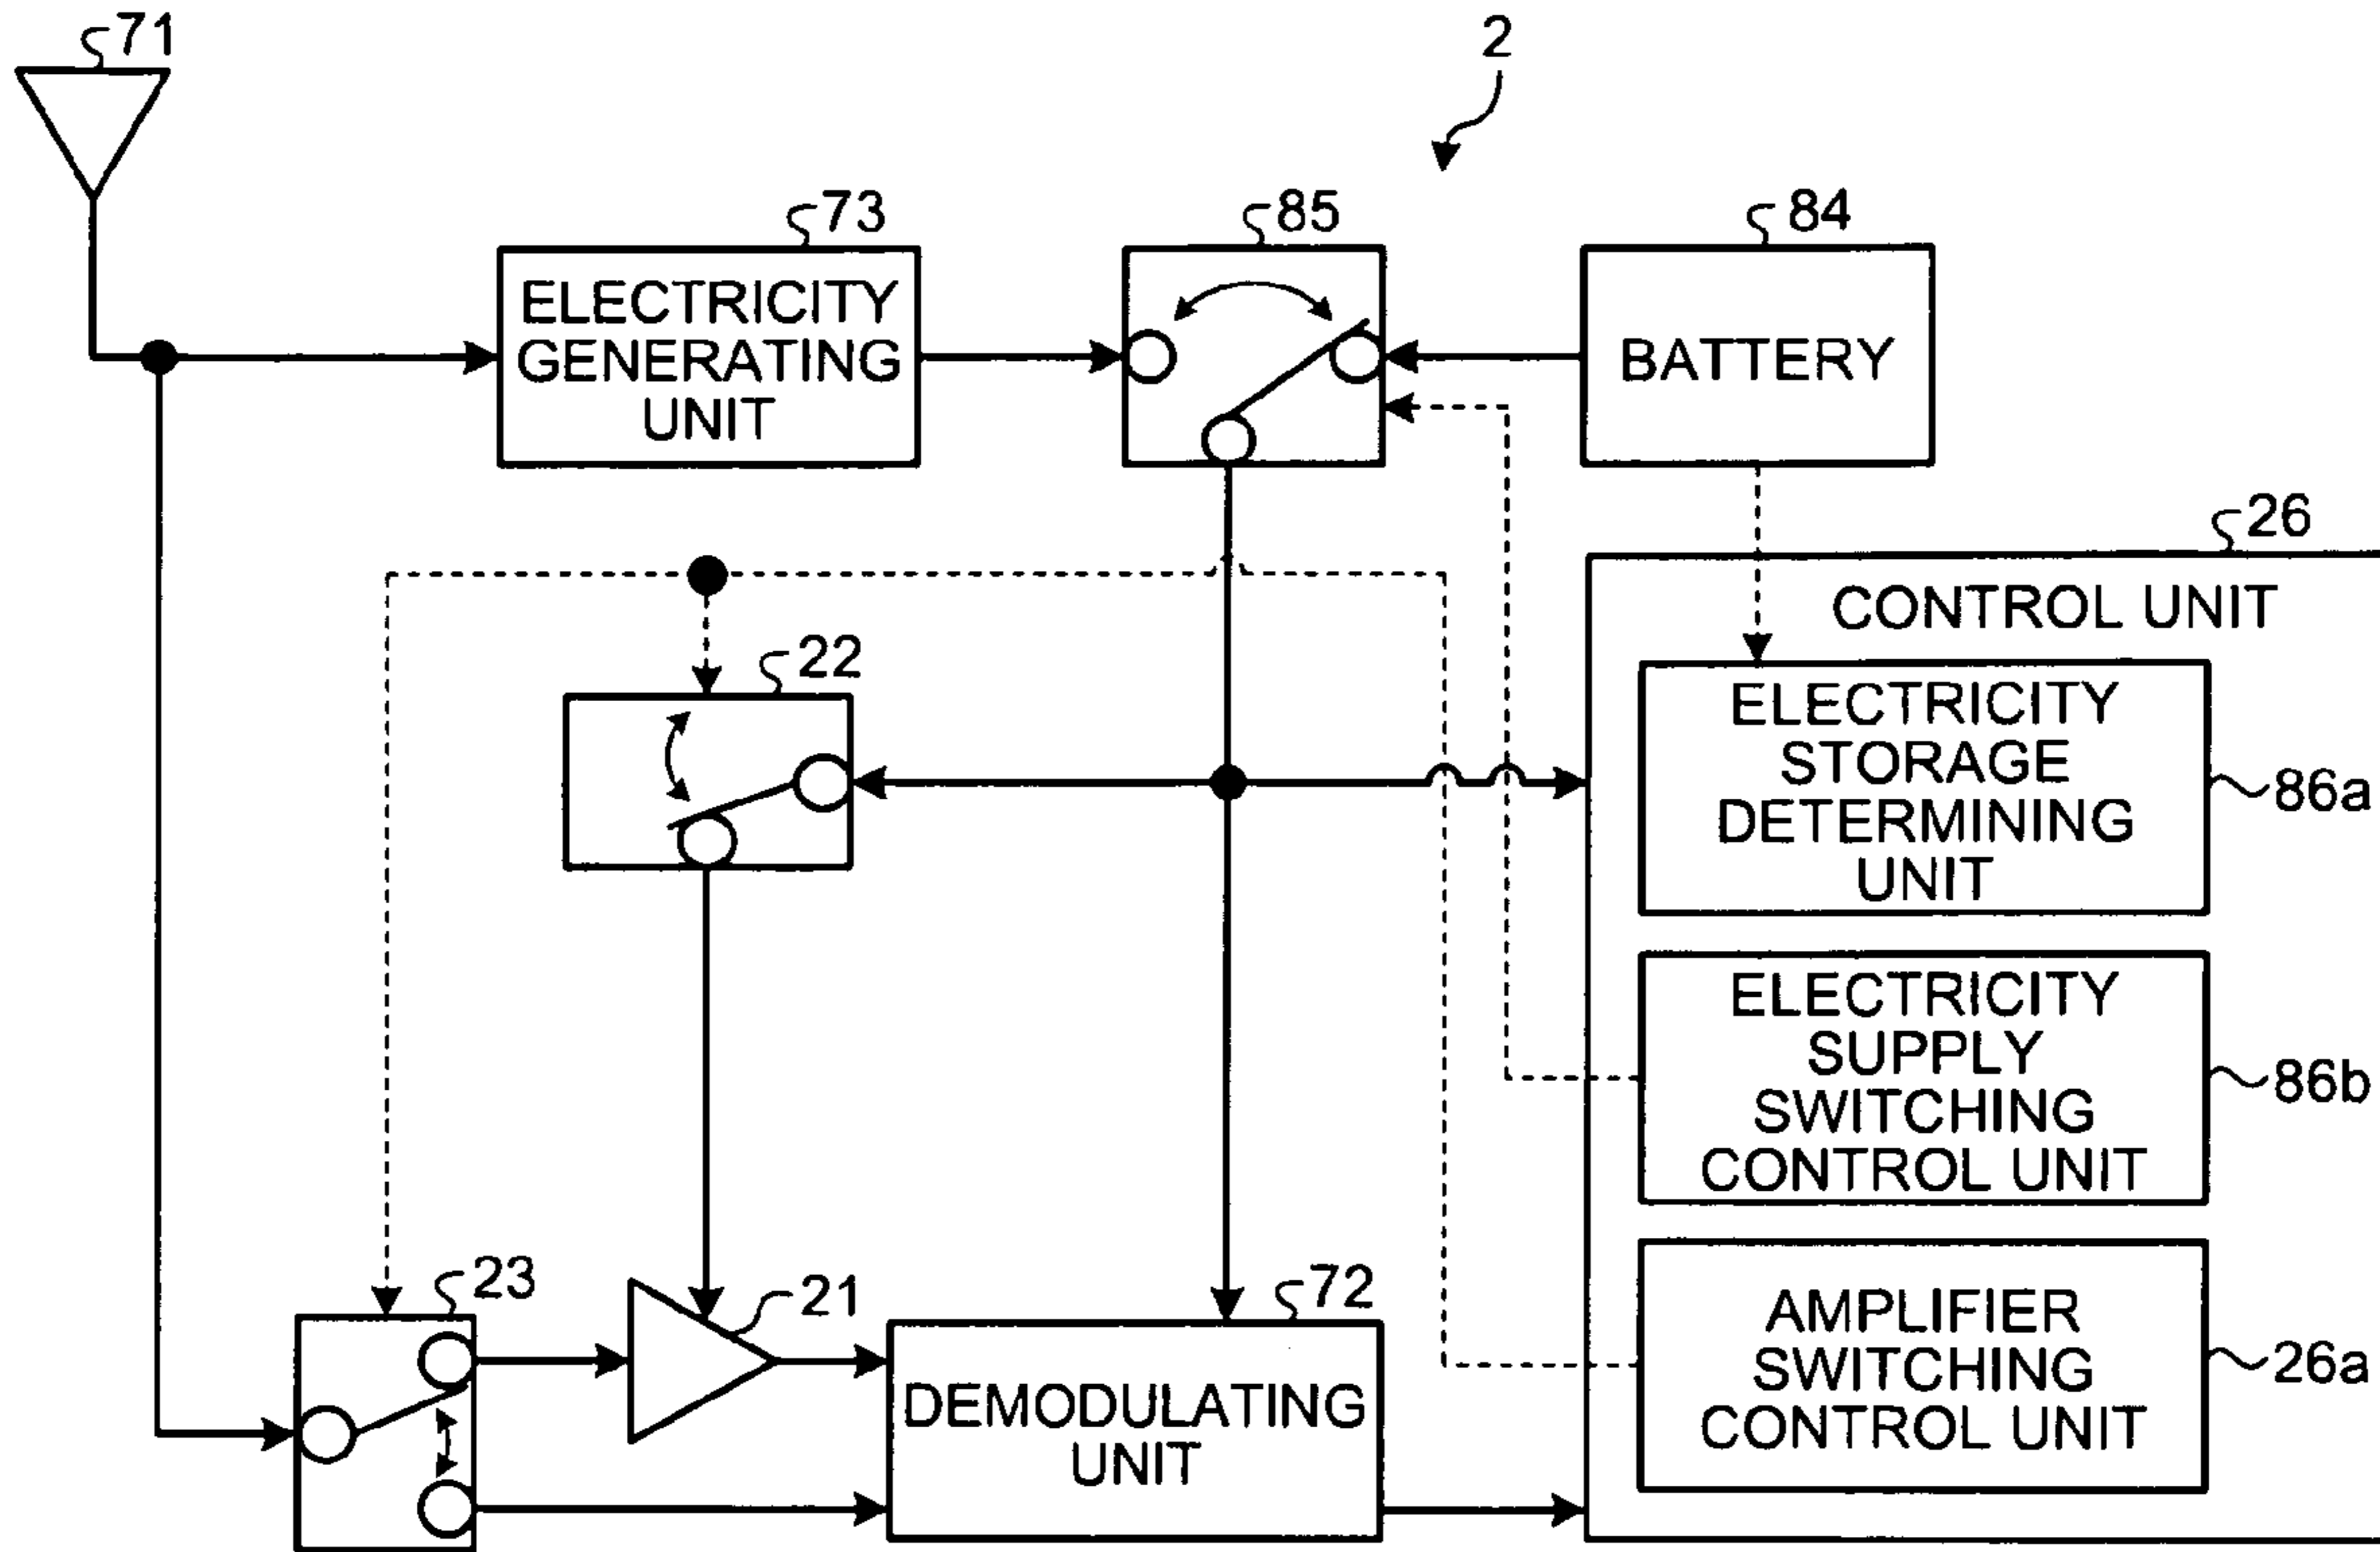 71
2
73
85
84
ELECTRICITY
GENERATING
UNIT
BATTERY
26
CONTROL UNIT
22
ELECTRICITY
STORAGE
DETERMINING
UNIT
86a
ELECTRICITY
SUPPLY
SWITCHING
CONTROL UNIT
86b
23
21
72
AMPLIFIER
SWITCHING
CONTROL UNIT
26a
DEMODULATING
UNIT